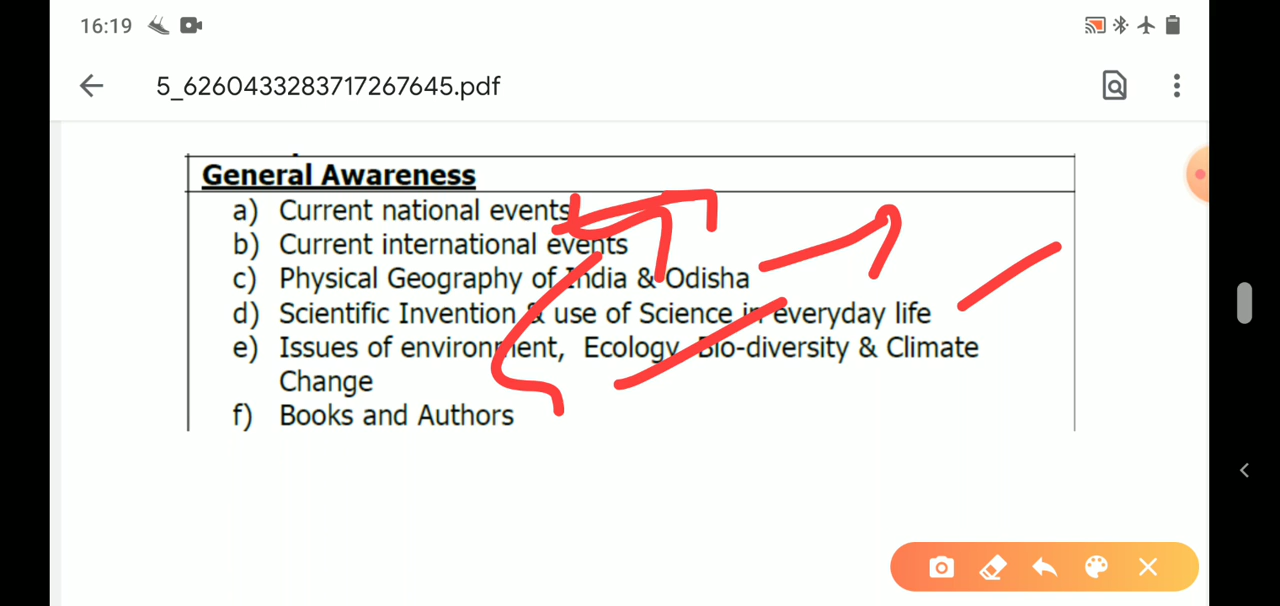 16:19
5_6260433283717267645.pdf
General Awareness
a) Current national events
b) Current international events
c) Physical Geography of India & Odisha
d) Scientific Invention & use of Science in everyday life
e) Issues of environment, Ecology, Bio-diversity & Climate
Change
f) Books and Authors